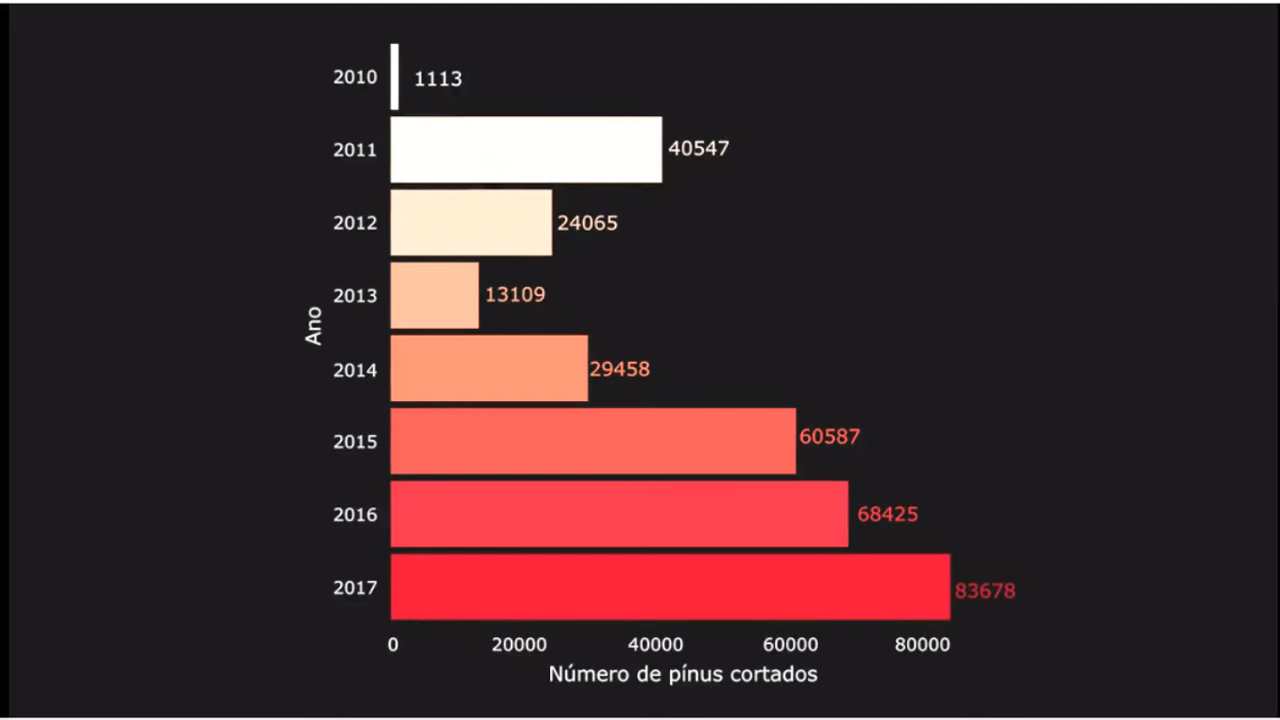 2010 1113
2011 40547
2012 24065
2013 13109
Ano
2014 29458
2015 60587
2016 68425
2017 83678
0 20000 40000 60000 80000
Número de pínus cortados